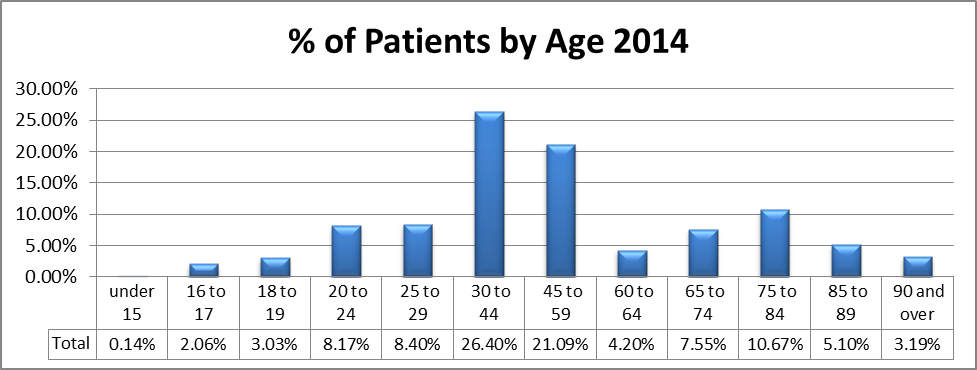 % of Patients by Age 2014
30.00%
25.00%
20.00%
15.00%
10.00%
5.00%
0.00%
under 15 16 to 17 18 to 19 20 to 24 25 to 29 30 to 44 45 to 59 60 to 64 65 to 74 75 to 84 85 to 89 90 and over
Total 0.14% 2.06% 3.03% 8.17% 8.40% 26.40% 21.09% 4.20% 7.55% 10.67% 5.10% 3.19%